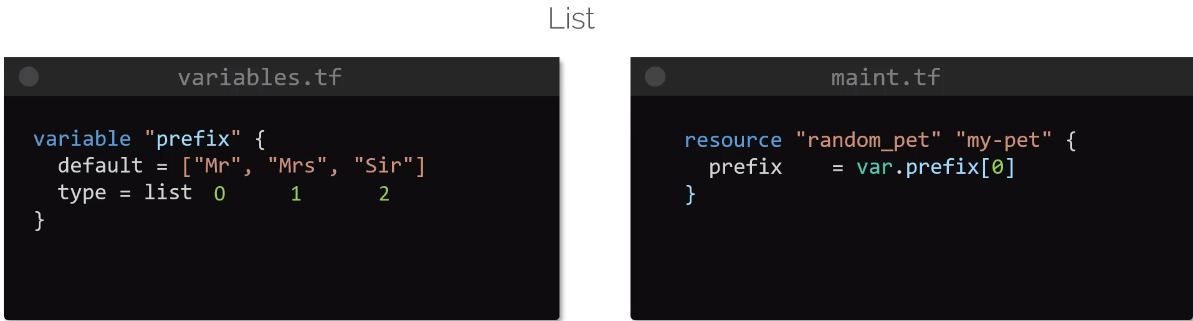 List
variables.tf
variable "prefix" {
default = ["Mr", "Mrs", "Sir"]
type = list 0 1 2
}
maint.tf
resource "random_pet" "my-pet" {
prefix = var.prefix[0]
}